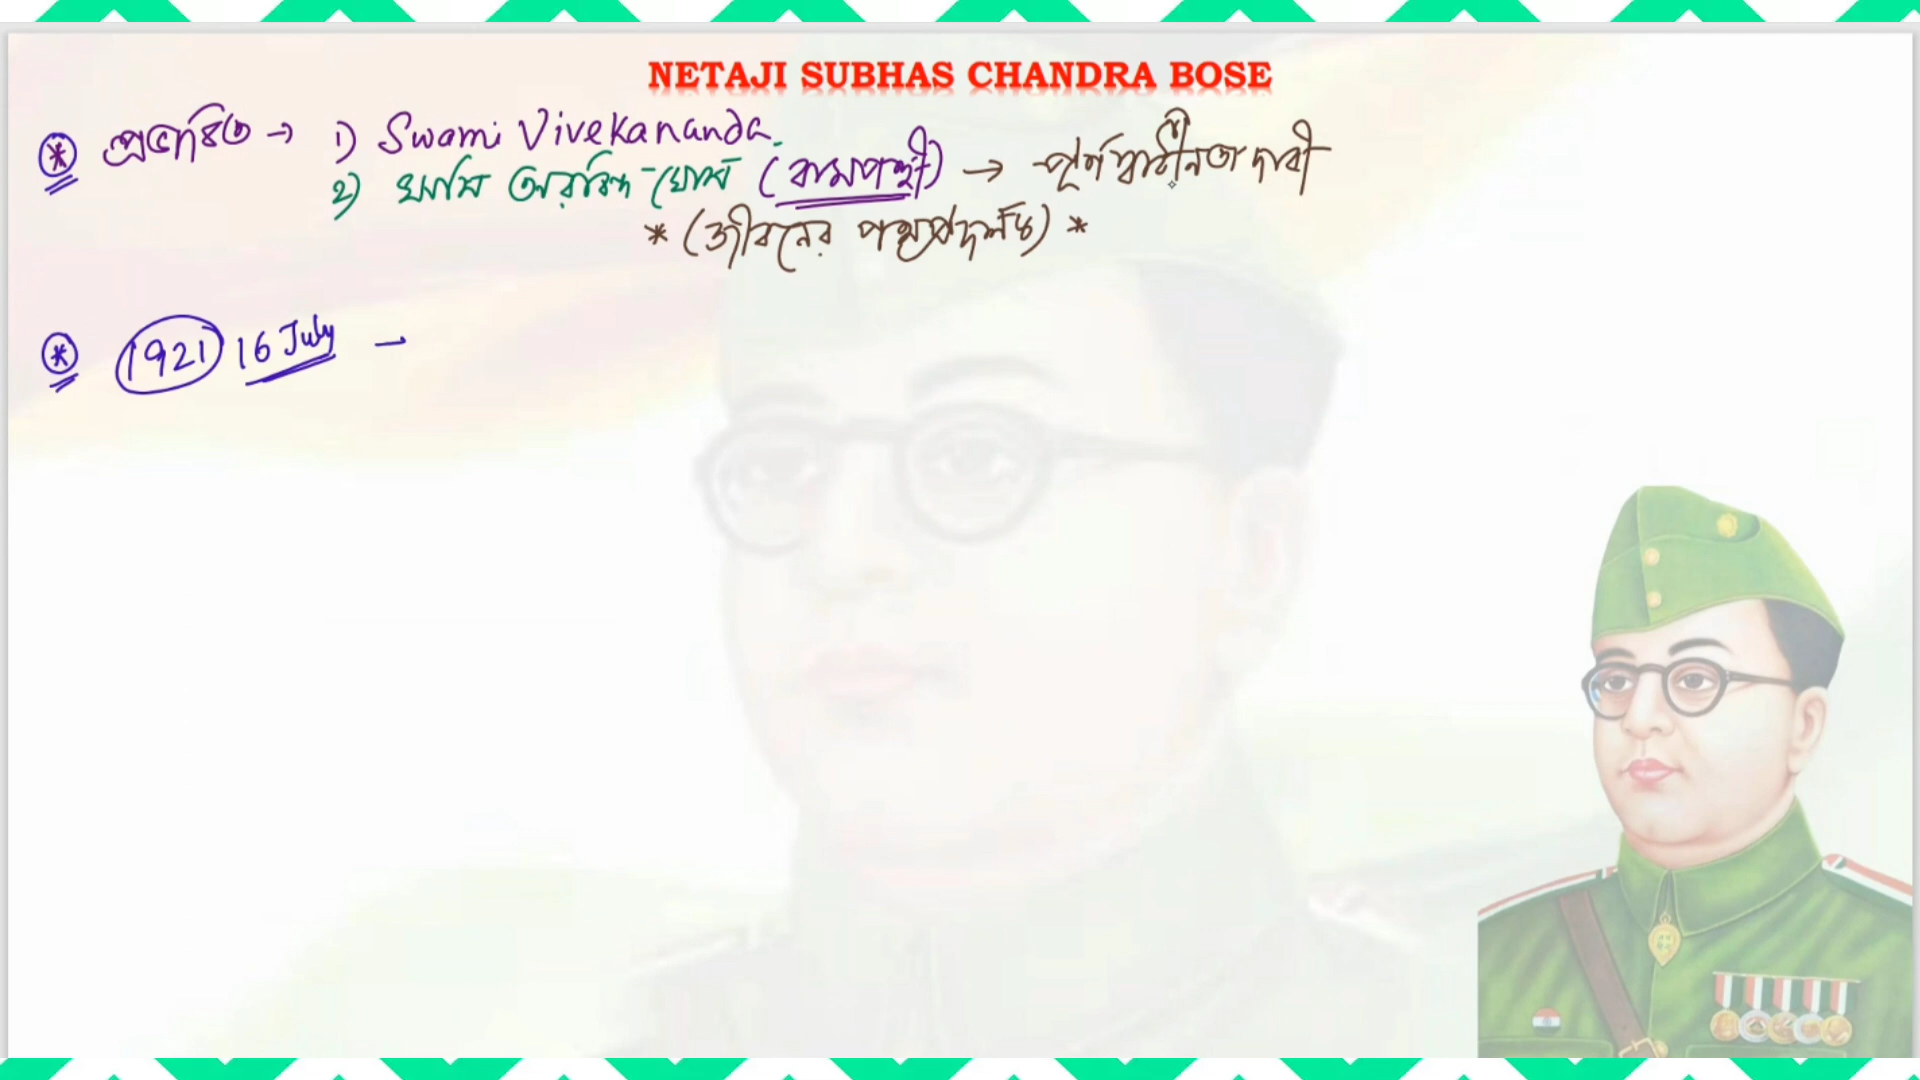 NETAJI SUBHAS CHANDRA BOSE
* প্রভাবিত → 1) Swami Vivekananda.
2) ঋষি অরবিন্দ ঘোষ (বামপন্থী) → পূর্ণ স্বাধীনতা দাবী
* (জীবনের পথপ্রদর্শক) *
* 1921 16 July -